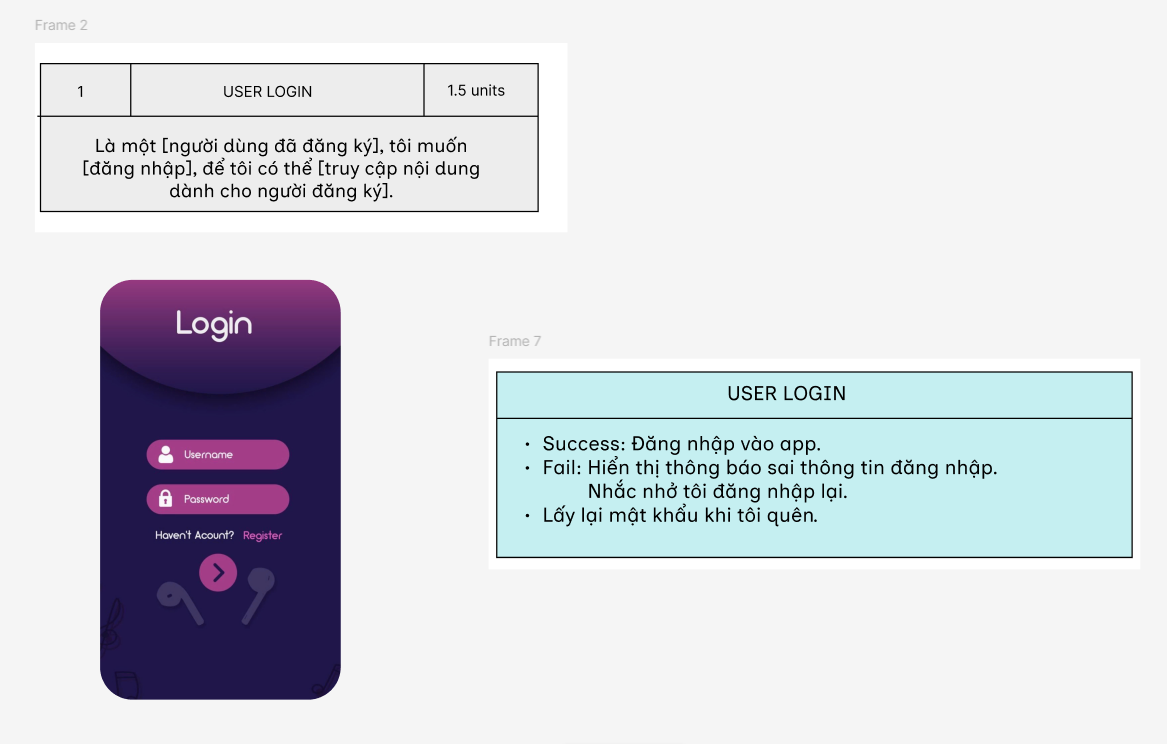 Frame 2
1
USER LOGIN
1.5 units
Là một [người dùng đã đăng ký], tôi muốn
[đăng nhập], để tôi có thể [truy cập nội dung
dành cho người đăng ký].
Login
Username
Password
Haven't Acount? Register
Frame 7
USER LOGIN
• Success: Đăng nhập vào app.
• Fail: Hiển thị thông báo sai thông tin đăng nhập.
Nhắc nhở tôi đăng nhập lại.
• Lấy lại mật khẩu khi tôi quên.